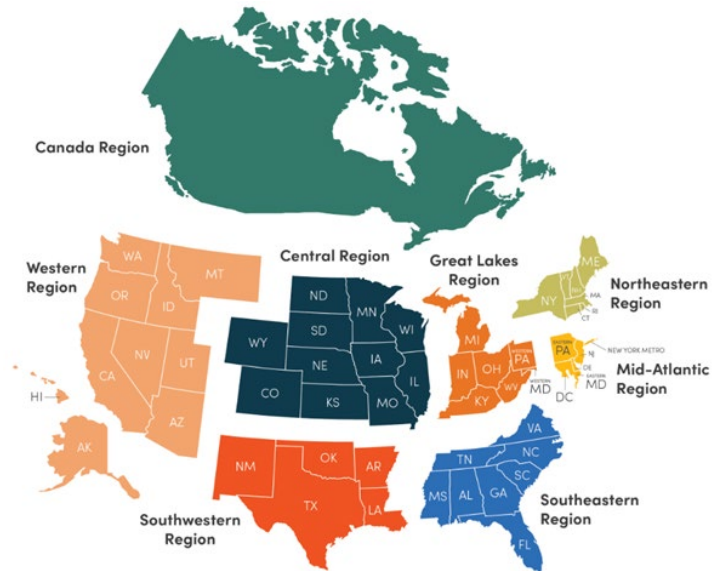 Canada Region
Western
Region
WA
MT
OR
ID
NV
UT
CA
AZ
HI
AK
Central Region
ND
MN
SD
WI
WY
IA
NE
IL
CO
KS
MO
Great Lakes
Region
MI
WESTERN
PA
IN
OH
WV
KY
WESTERN
MD
Northeastern
Region
ME
NY
MA
RI
CT
PA
NEW YORK METRO
NJ
DE
EASTERN
MD
DC
Mid-Atlantic
Region
NM
OK
AR
TX
LA
Southwestern
Region
VA
TN
NC
SC
MS
AL
GA
FL
Southeastern
Region